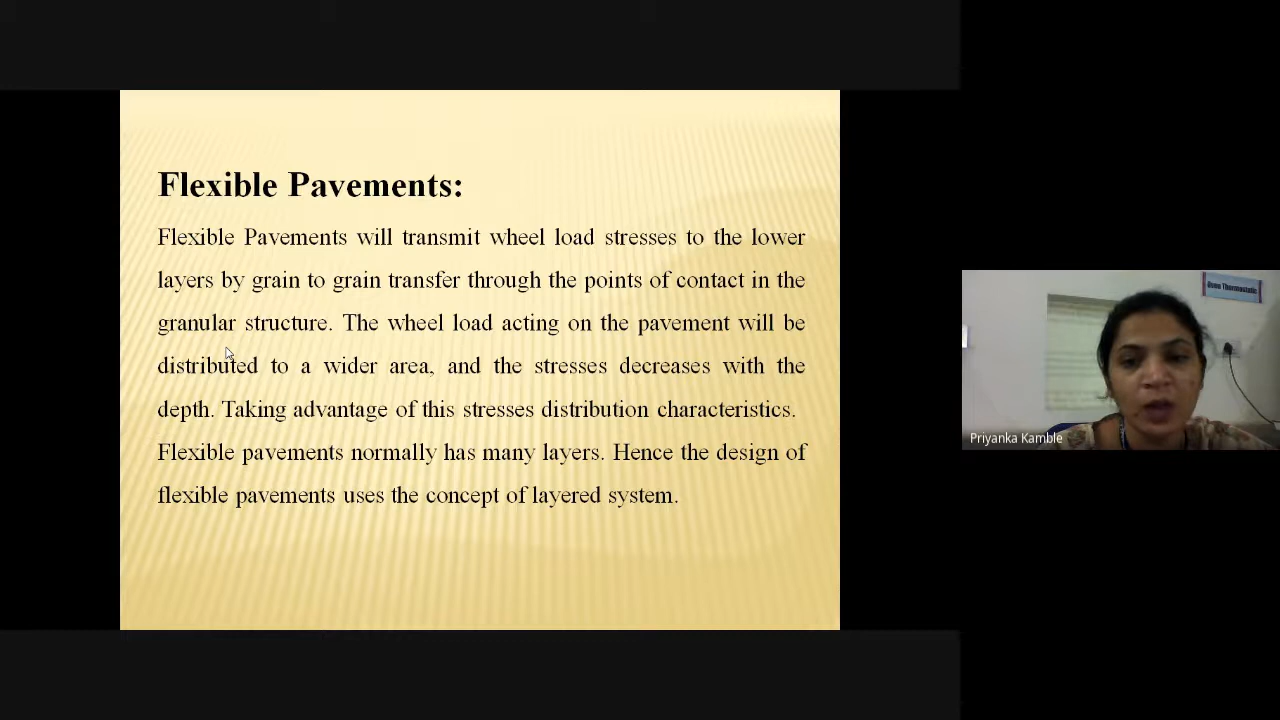 Flexible Pavements:
Flexible Pavements will transmit wheel load stresses to the lower
layers by grain to grain transfer through the points of contact in the
granular structure. The wheel load acting on the pavement will be
distributed to a wider area, and the stresses decreases with the
depth. Taking advantage of this stresses distribution characteristics.
Flexible pavements normally has many layers. Hence the design of
flexible pavements uses the concept of layered system.
Oven Thermostatic
Priyanka Kamble